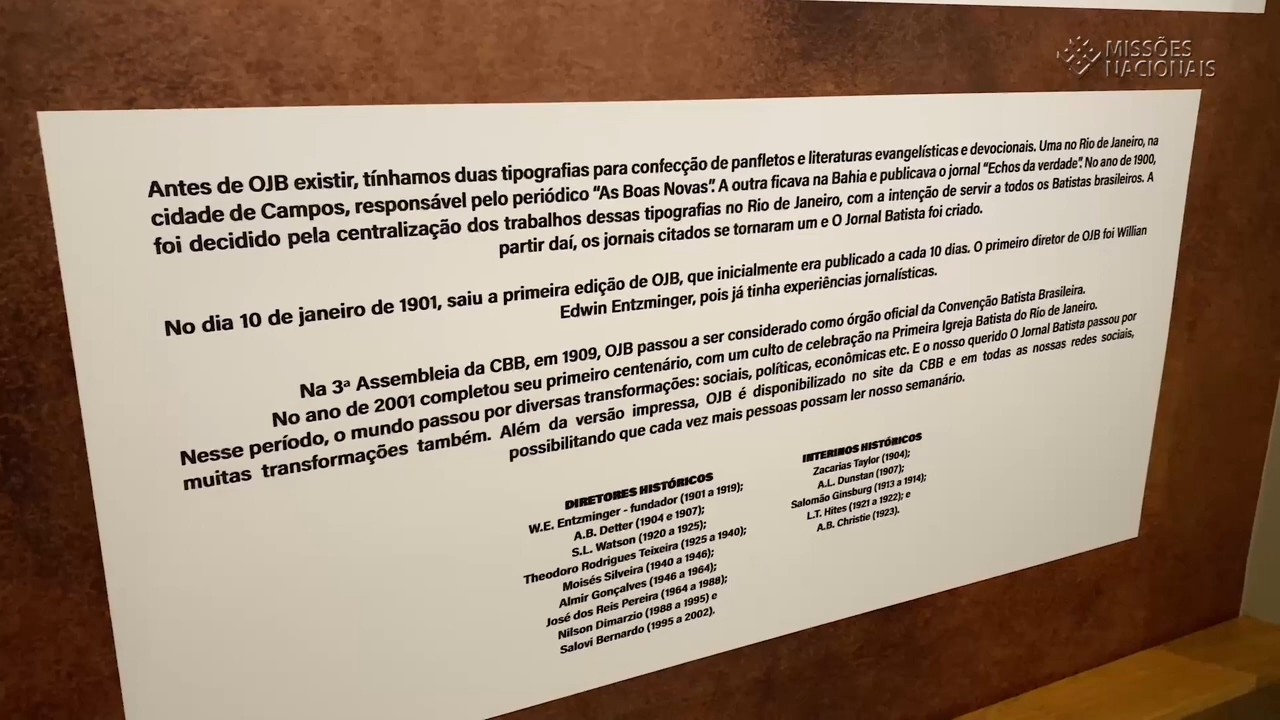 MISSÕES
NACIONAIS
Antes de OJB existir, tínhamos duas tipografias para confecção de panfletos e literaturas evangelísticas e devocionais. Uma no Rio de Janeiro, na
cidade de Campos, responsável pelo periódico “As Boas Novas”. A outra ficava na Bahia e publicava o jornal “Echos da verdade”. No ano de 1900,
foi decidido pela centralização dos trabalhos dessas tipografias no Rio de Janeiro, com a intenção de servir a todos os Batistas brasileiros. A
partir daí, os jornais citados se tornaram um e O Jornal Batista foi criado.
No dia 10 de janeiro de 1901, saiu a primeira edição de OJB, que inicialmente era publicado a cada 10 dias. O primeiro diretor de OJB foi Willian
Edwin Entzminger, pois já tinha experiências jornalísticas.
Na 3ª Assembleia da CBB, em 1909, OJB passou a ser considerado como órgão oficial da Convenção Batista Brasileira.
No ano de 2001 completou seu primeiro centenário, com um culto de celebração na Primeira Igreja Batista do Rio de Janeiro.
Nesse período, o mundo passou por diversas transformações: sociais, políticas, econômicas etc. E o nosso querido O Jornal Batista passou por
muitas transformações também. Além da versão impressa, OJB é disponibilizado no site da CBB e em todas as nossas redes sociais,
possibilitando que cada vez mais pessoas possam ler nosso semanário.
DIRETORES HISTÓRICOS
W.E. Entzminger - fundador (1901 a 1919);
A.B. Detter (1904 e 1907);
S.L. Watson (1920 a 1925);
Theodoro Rodrigues Teixeira (1925 a 1940);
Moisés Silveira (1940 a 1946);
Almir Gonçalves (1946 a 1964);
José dos Reis Pereira (1964 a 1988);
Nilson Dimarzio (1988 a 1995) e
Salovi Bernardo (1995 a 2002).
INTERINOS HISTÓRICOS
Zacarias Taylor (1904);
A.L. Dunstan (1907);
Salomão Ginsburg (1913 a 1914);
L.T. Hites (1921 a 1922); e
A.B. Christie (1923).